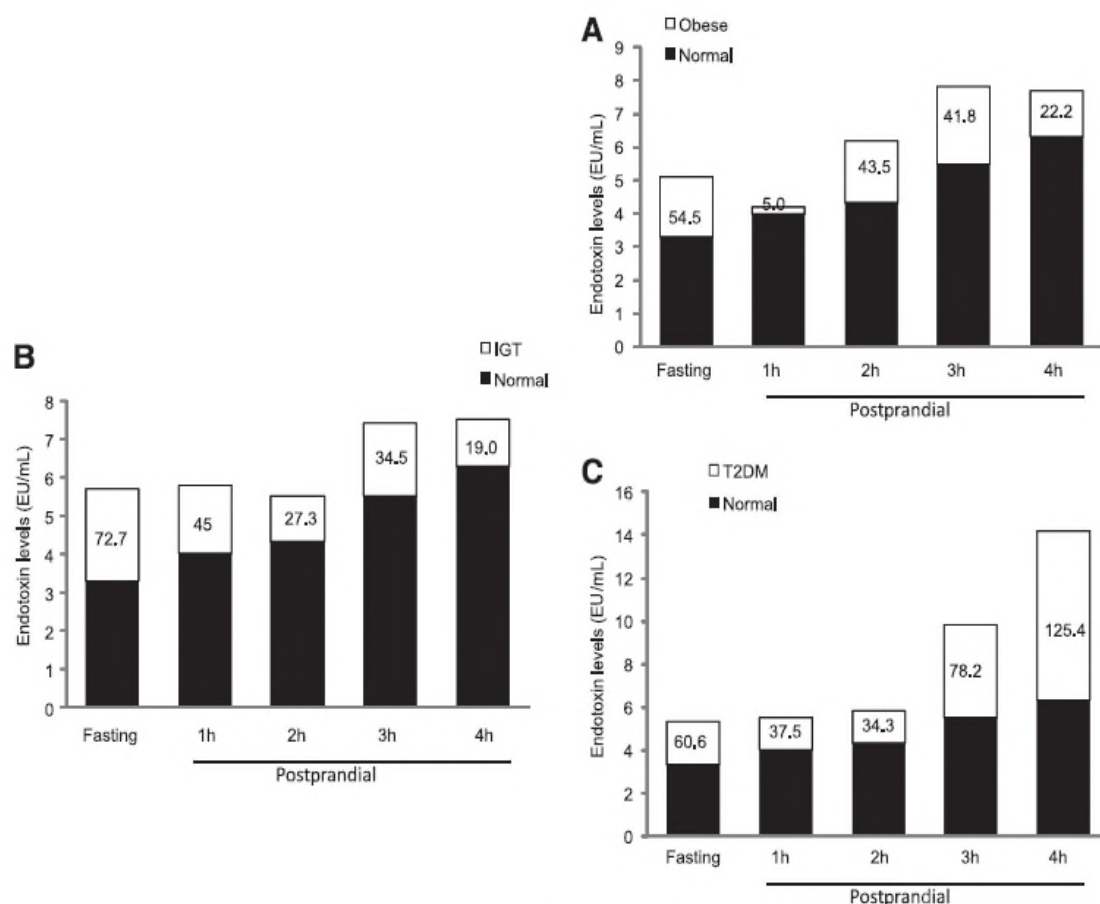 A
Obese
Normal
Endotoxin levels (EU/mL)
9
8
7
6
5
4
3
2
1
0
54.5
5.0
43.5
41.8
22.2
Fasting 1h 2h 3h 4h
Postprandial
B
IGT
Normal
Endotoxin levels (EU/mL)
8
7
6
5
4
3
2
1
0
72.7
45
27.3
34.5
19.0
Fasting 1h 2h 3h 4h
Postprandial
C
T2DM
Normal
Endotoxin levels (EU/mL)
16
14
12
10
8
6
4
2
0
60.6
37.5
34.3
78.2
125.4
Fasting 1h 2h 3h 4h
Postprandial